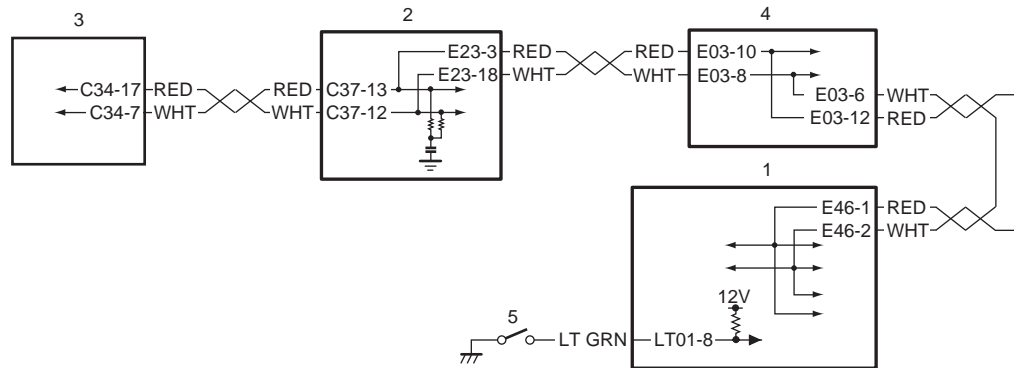 3
2
4
E23-3 RED RED E03-10
E23-18 WHT WHT E03-8
C34-17 RED RED C37-13
C34-7 WHT WHT C37-12
E03-6 WHT
E03-12 RED
1
E46-1 RED
E46-2 WHT
12V
5
LT GRN LT01-8